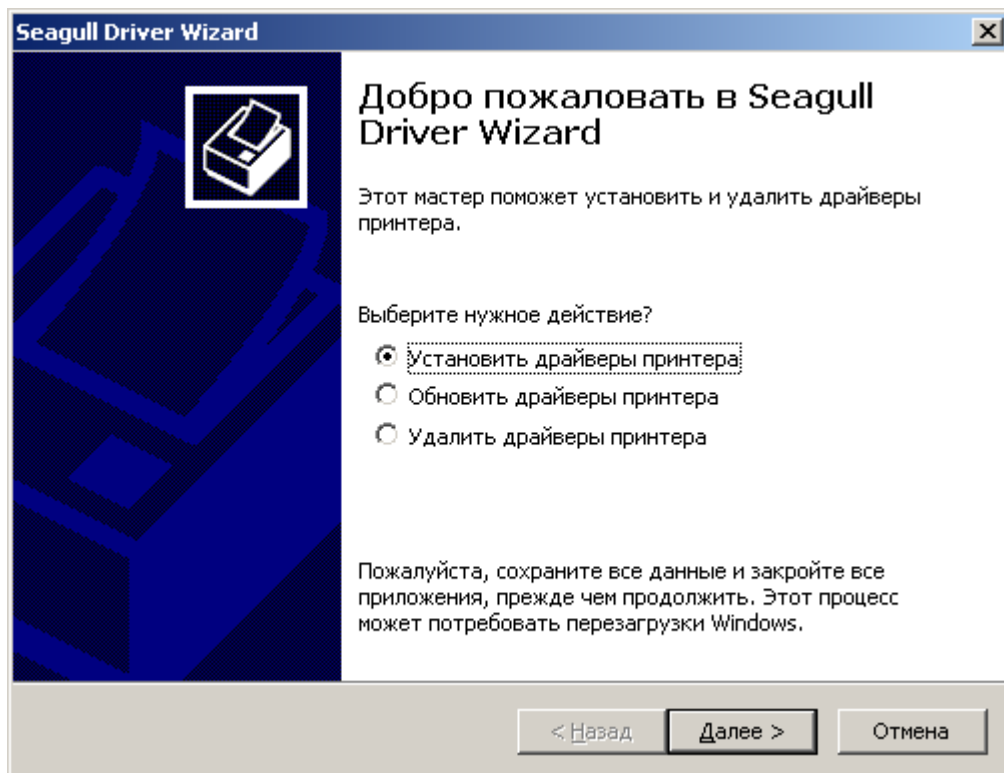 Seagull Driver Wizard
Добро пожаловать в Seagull
Driver Wizard
Этот мастер поможет установить и удалить драйверы
принтера.
Выберите нужное действие?
Установить драйверы принтера
Обновить драйверы принтера
Удалить драйверы принтера
Пожалуйста, сохраните все данные и закройте все
приложения, прежде чем продолжить. Этот процесс
может потребовать перезагрузки Windows.
< Назад
Далее >
Отмена